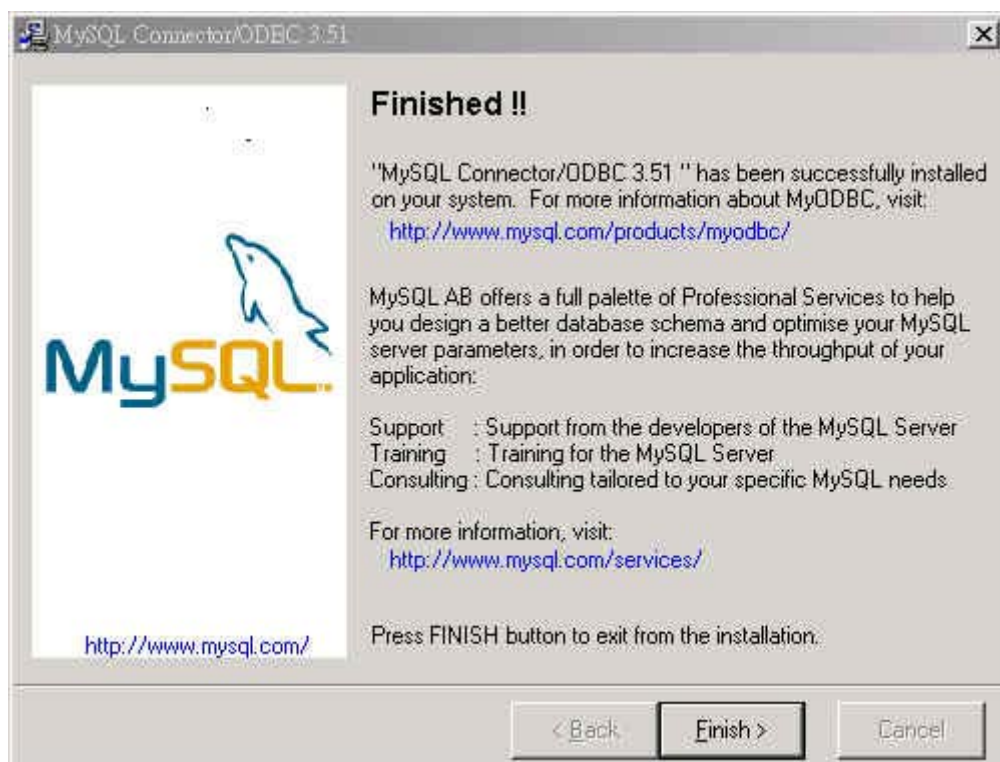 MySQL Connector/ODBC 3.51
Finished !!
"MySQL Connector/ODBC 3.51 " has been successfully installed
on your system. For more information about MyODBC, visit:
http://www.mysql.com/products/myodbc/
MySQL AB offers a full palette of Professional Services to help
you design a better database schema and optimise your MySQL
server parameters, in order to increase the throughput of your
application:
Support : Support from the developers of the MySQL Server
Training : Training for the MySQL Server
Consulting : Consulting tailored to your specific MySQL needs
For more information, visit:
http://www.mysql.com/services/
Press FINISH button to exit from the installation.
MySQL
http://www.mysql.com/
< Back
Finish >
Cancel